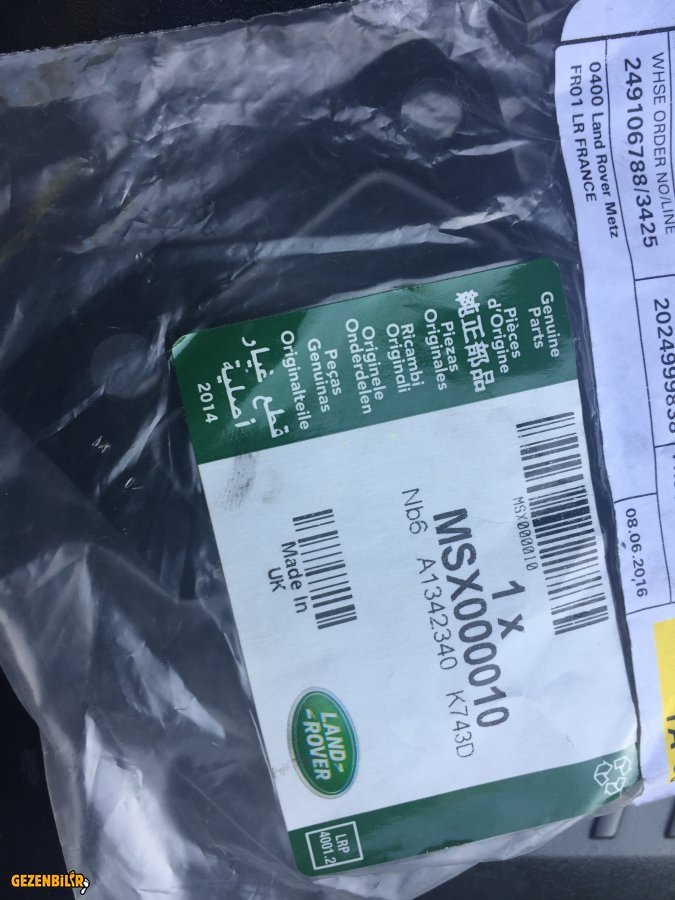 WHSE ORDER NO/LINE
249106788/3425
0400 Land Rover Metz
FR01 LR FRANCE
2024999838
08.06.2016
Genuine
Parts
Pièces
d'Origine
純正部品
Piezas
Originales
Ricambi
Originali
Originele
Onderdelen
Peças
Genuinas
Originalteile
قطع غيار
أصلية
2014
MSX000010
1 x
MSX000010
Nb6 A1342340 K743D
Made In
UK
LAND-
-ROVER
LRP
4001.2
GEZENBiLiR